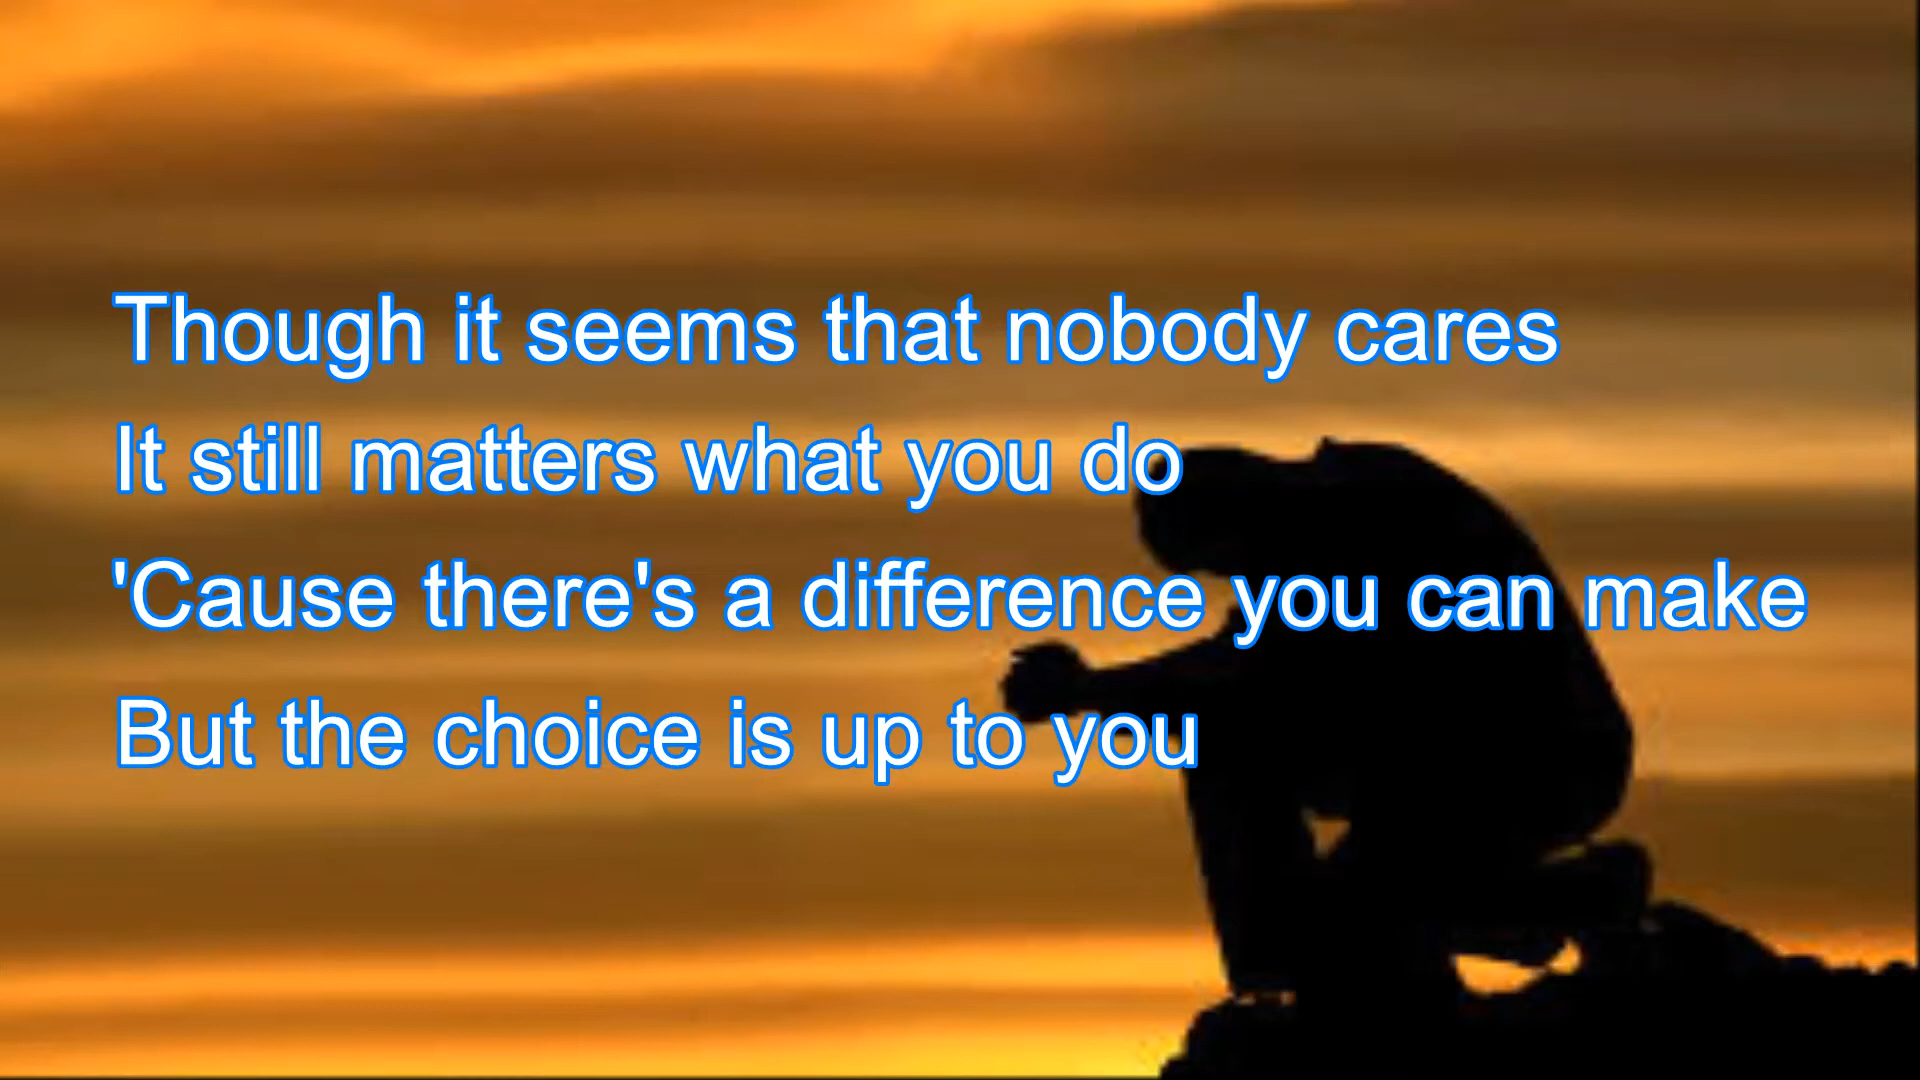 Though it seems that nobody cares
It still matters what you do
'Cause there's a difference you can make
But the choice is up to you